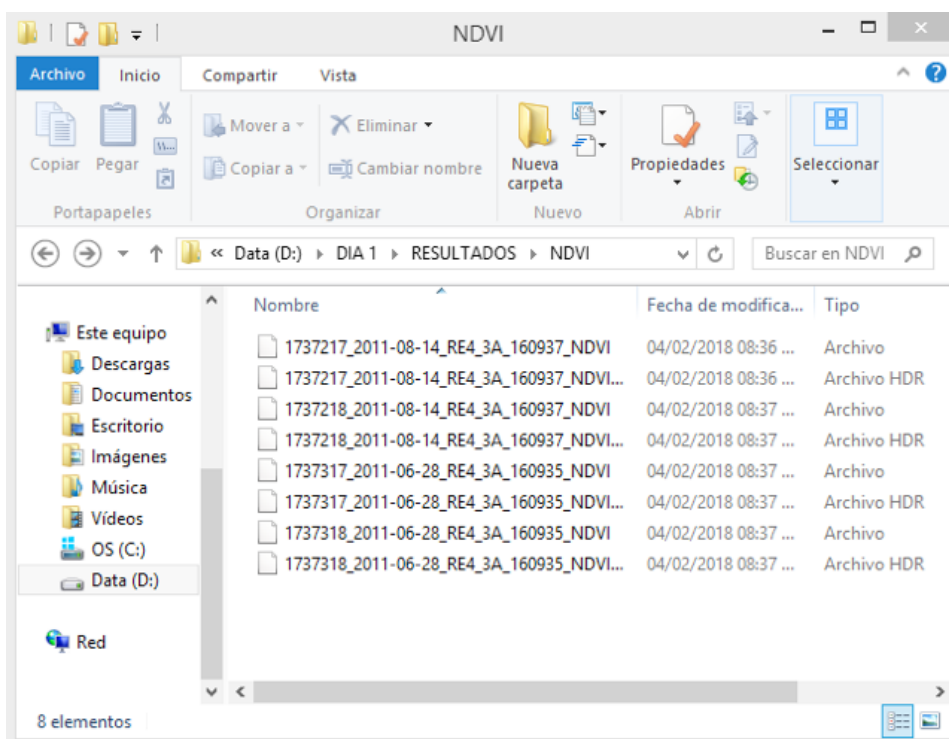 NDVI
Archivo Inicio Compartir Vista
Copiar Pegar
Mover a
Copiar a
Eliminar
Cambiar nombre
Nueva carpeta
Propiedades
Seleccionar
Portapapeles Organizar Nuevo Abrir
« Data (D:) DIA 1 RESULTADOS NDVI Buscar en NDVI
Nombre Fecha de modifica... Tipo
Este equipo
Descargas
Documentos
Escritorio
Imágenes
Música
Vídeos
OS (C:)
Data (D:)
Red
1737217_2011-08-14_RE4_3A_160937_NDVI 04/02/2018 08:36 ... Archivo
1737217_2011-08-14_RE4_3A_160937_NDVI... 04/02/2018 08:36 ... Archivo HDR
1737218_2011-08-14_RE4_3A_160937_NDVI 04/02/2018 08:37 ... Archivo
1737218_2011-08-14_RE4_3A_160937_NDVI... 04/02/2018 08:37 ... Archivo HDR
1737317_2011-06-28_RE4_3A_160935_NDVI 04/02/2018 08:37 ... Archivo
1737317_2011-06-28_RE4_3A_160935_NDVI... 04/02/2018 08:37 ... Archivo HDR
1737318_2011-06-28_RE4_3A_160935_NDVI 04/02/2018 08:37 ... Archivo
1737318_2011-06-28_RE4_3A_160935_NDVI... 04/02/2018 08:37 ... Archivo HDR
8 elementos